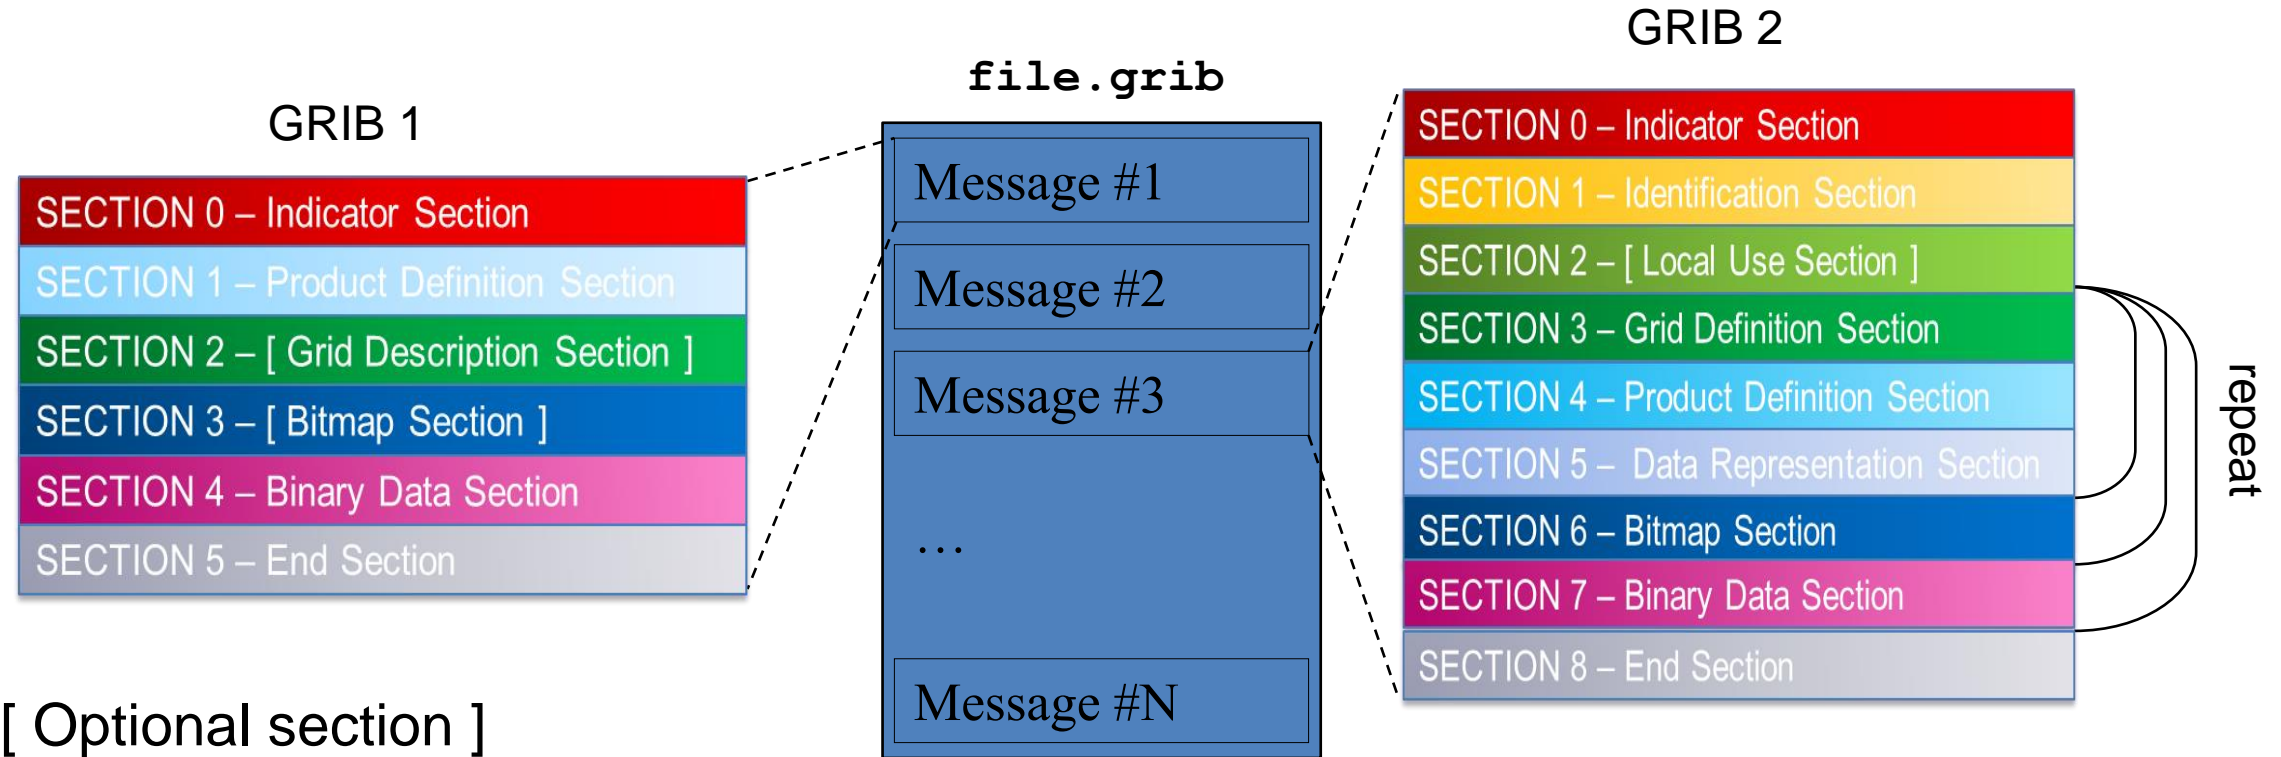 GRIB 1
SECTION 0 – Indicator Section
SECTION 1 – Product Definition Section
SECTION 2 – [ Grid Description Section ]
SECTION 3 – [ Bitmap Section ]
SECTION 4 – Binary Data Section
SECTION 5 – End Section
[ Optional section ]
file.grib
Message #1
Message #2
Message #3
…
Message #N
GRIB 2
SECTION 0 – Indicator Section
SECTION 1 – Identification Section
SECTION 2 – [ Local Use Section ]
SECTION 3 – Grid Definition Section
SECTION 4 – Product Definition Section
SECTION 5 – Data Representation Section
SECTION 6 – Bitmap Section
SECTION 7 – Binary Data Section
SECTION 8 – End Section
repeat